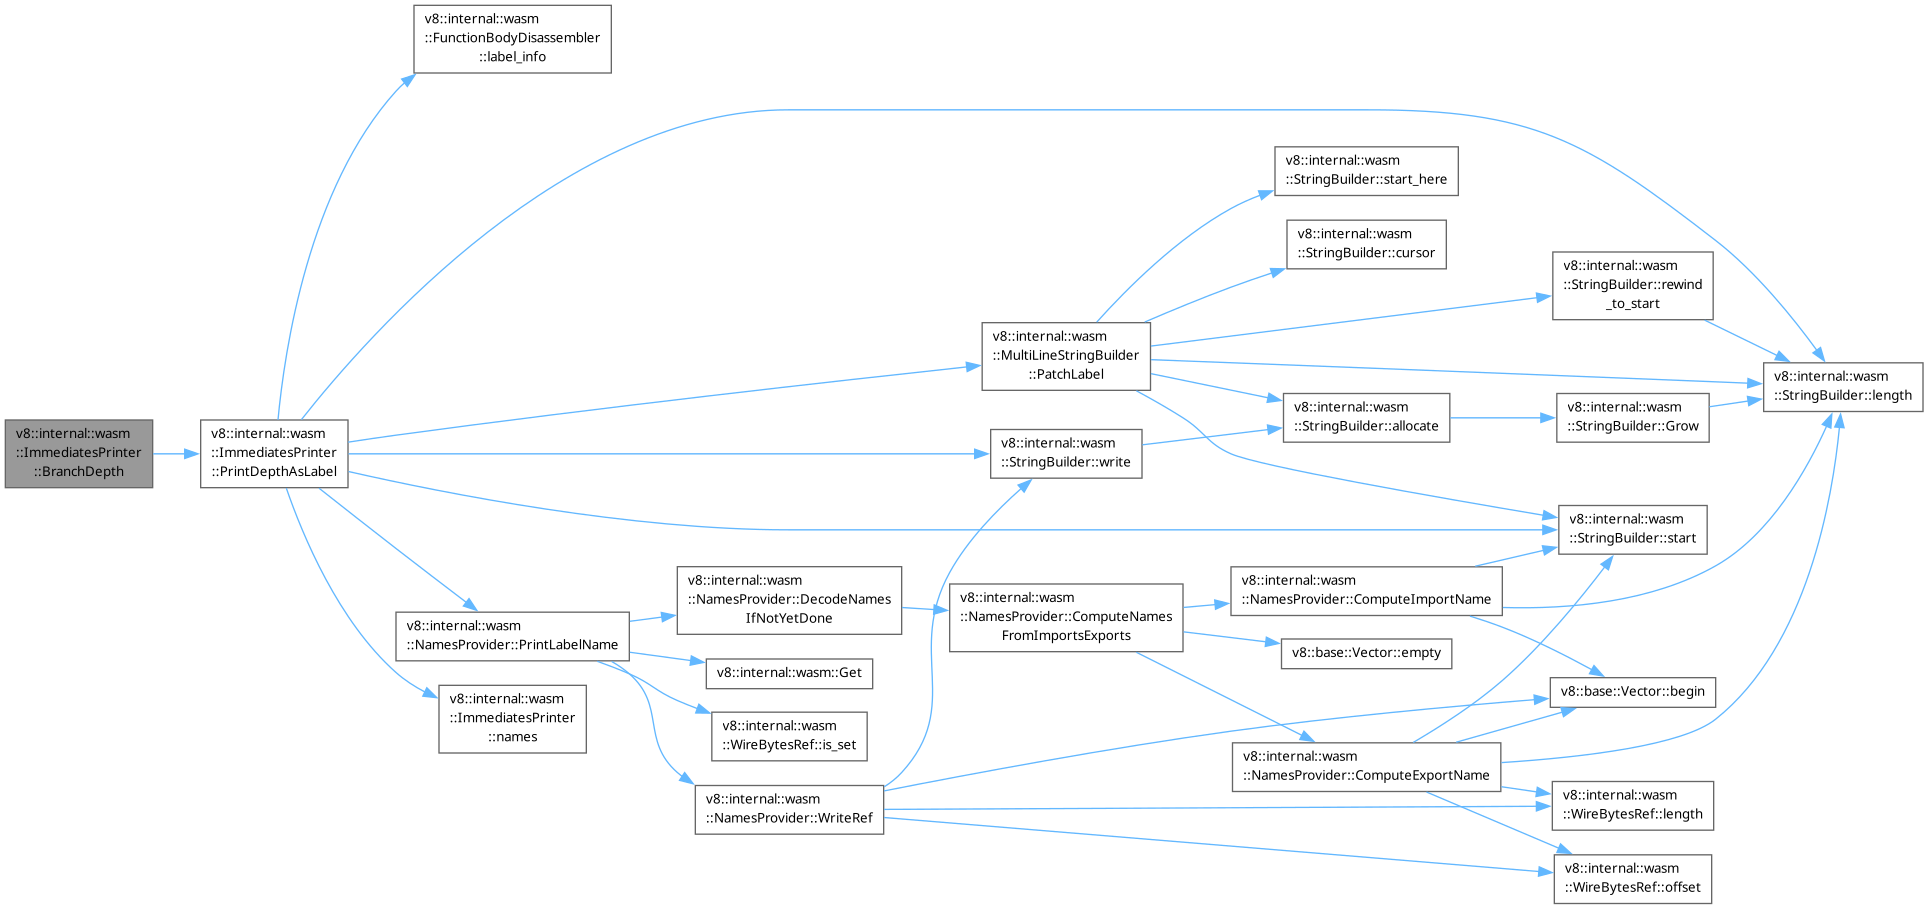 v8::internal::wasm
::FunctionBodyDisassembler
::label_info
v8::internal::wasm
::StringBuilder::start_here
v8::internal::wasm
::StringBuilder::cursor
v8::internal::wasm
::StringBuilder::rewind
_to_start
v8::internal::wasm
::MultiLineStringBuilder
::PatchLabel
v8::internal::wasm
::StringBuilder::length
v8::internal::wasm
::StringBuilder::allocate
v8::internal::wasm
::StringBuilder::Grow
v8::internal::wasm
::ImmediatesPrinter
::BranchDepth
v8::internal::wasm
::ImmediatesPrinter
::PrintDepthAsLabel
v8::internal::wasm
::StringBuilder::write
v8::internal::wasm
::StringBuilder::start
v8::internal::wasm
::NamesProvider::DecodeNames
IfNotYetDone
v8::internal::wasm
::NamesProvider::ComputeNames
FromImportsExports
v8::internal::wasm
::NamesProvider::ComputeImportName
v8::internal::wasm
::NamesProvider::PrintLabelName
v8::base::Vector::empty
v8::internal::wasm::Get
v8::base::Vector::begin
v8::internal::wasm
::ImmediatesPrinter
::names
v8::internal::wasm
::WireBytesRef::is_set
v8::internal::wasm
::NamesProvider::ComputeExportName
v8::internal::wasm
::NamesProvider::WriteRef
v8::internal::wasm
::WireBytesRef::length
v8::internal::wasm
::WireBytesRef::offset